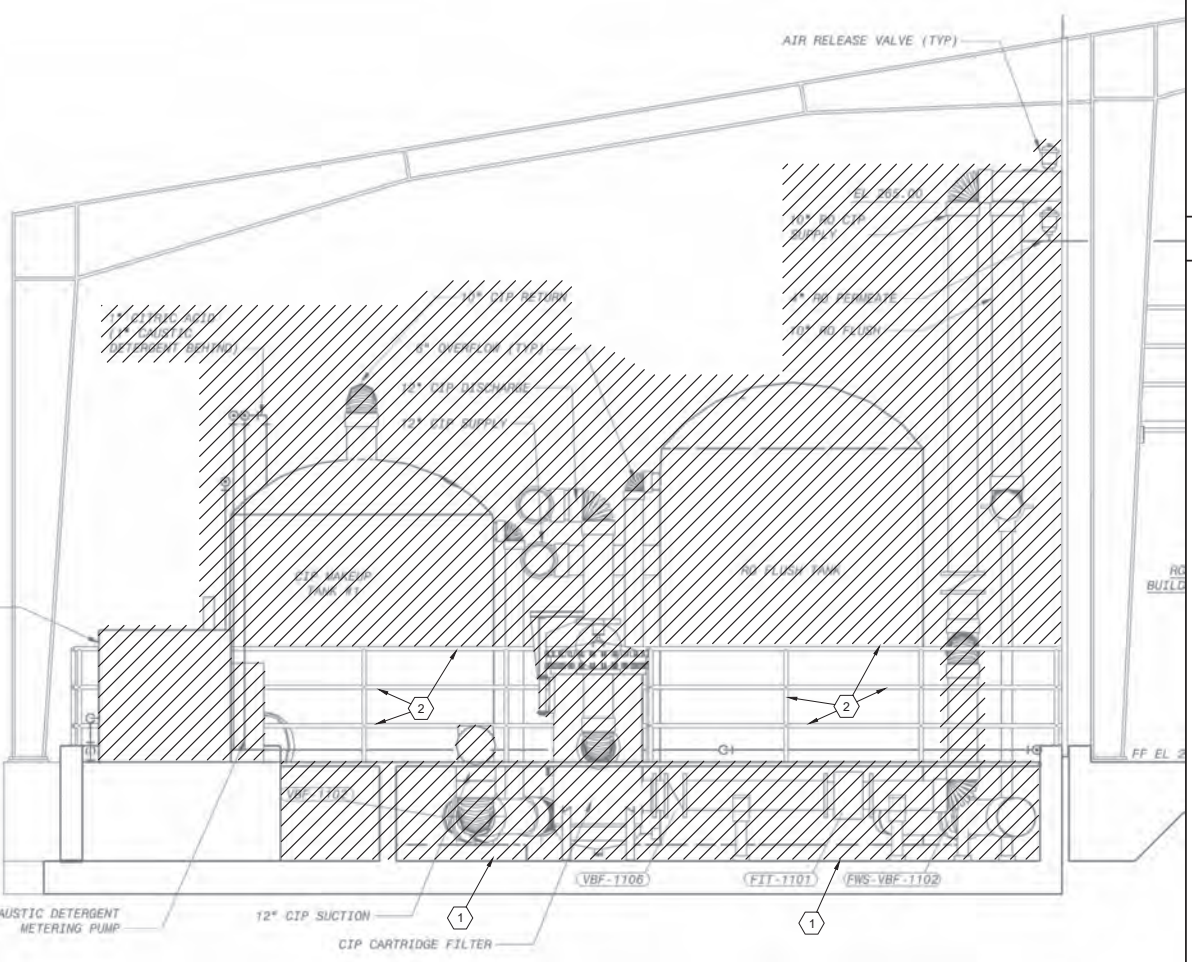 AIR RELEASE VALVE (TYP)
EL 265.00
10" RO CIP
SUPPLY
10" CIP RETURN
4" RO PERMEATE
1" CITRIC ACID
(1" CAUSTIC
DETERGENT BEHIND)
10" RO FLUSH
6" OVERFLOW (TYP)
12" CIP DISCHARGE
12" CIP SUPPLY
CIP MAKEUP
TANK #1
RO FLUSH TANK
RO
BUILD
2
2
FF EL 2
VBF-1107
VBF-1106
FIT-1101
FWS-VBF-1102
AUSTIC DETERGENT
METERING PUMP
12" CIP SUCTION
1
1
CIP CARTRIDGE FILTER